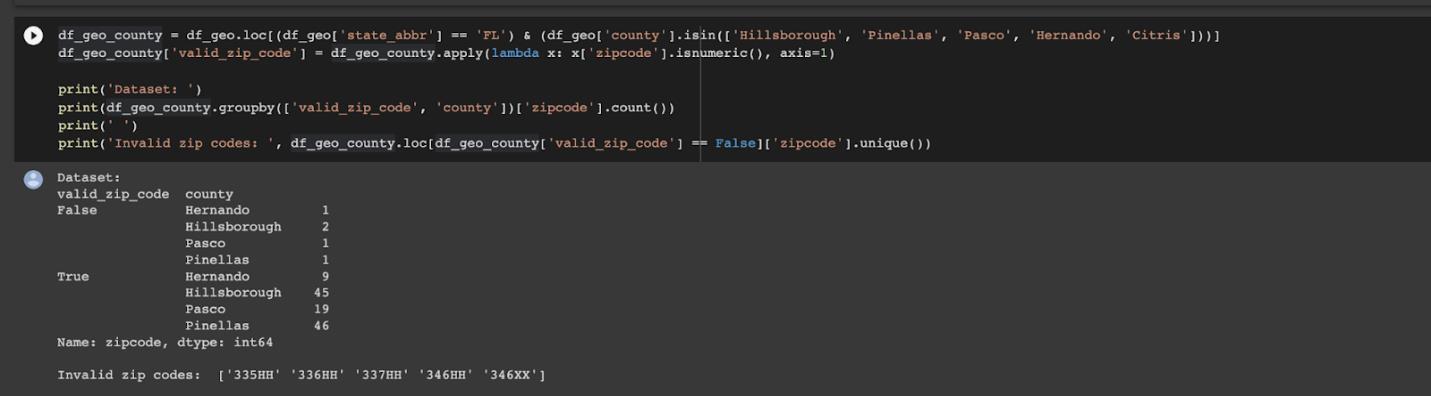 df_geo_county = df_geo.loc[(df_geo['state_abbr'] == 'FL') & (df_geo['county'].isin(['Hillsborough', 'Pinellas', 'Pasco', 'Hernando', 'Citris']))]
df_geo_county['valid_zip_code'] = df_geo_county.apply(lambda x: x['zipcode'].isnumeric(), axis=1)
print('Dataset: ')
print(df_geo_county.groupby(['valid_zip_code', 'county'])['zipcode'].count())
print(' ')
print('Invalid zip codes: ', df_geo_county.loc[df_geo_county['valid_zip_code'] == False]['zipcode'].unique())
Dataset:
valid_zip_code county
False Hernando 1
Hillsborough 2
Pasco 1
Pinellas 1
True Hernando 9
Hillsborough 45
Pasco 19
Pinellas 46
Name: zipcode, dtype: int64
Invalid zip codes: ['335HH' '336HH' '337HH' '346HH' '346XX']